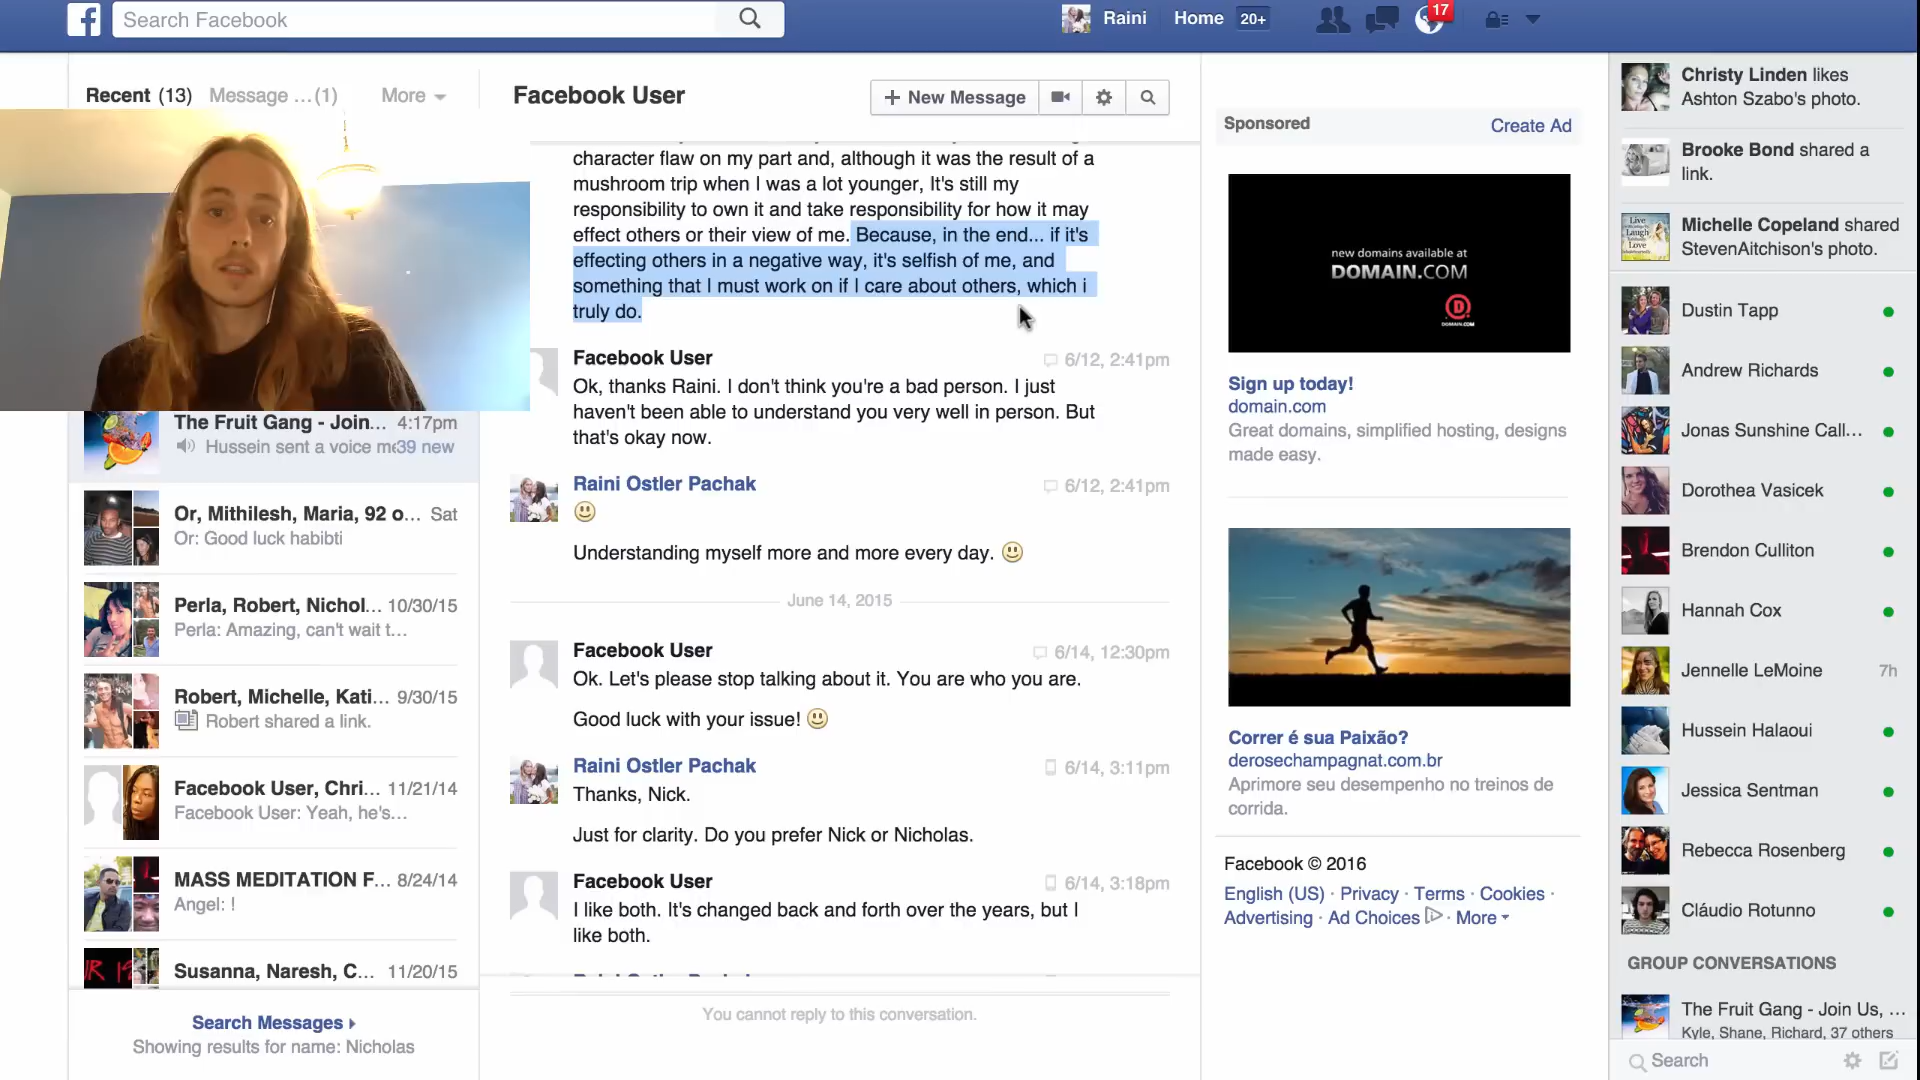 Search Facebook
Raini
Home 20+
17
Recent (13)
Message ...(1)
More
The Fruit Gang - Join... 4:17pm
Hussein sent a voice me 39 new
Or, Mithilesh, Maria, 92 o... Sat
Or: Good luck habibti
Perla, Robert, Nichol... 10/30/15
Perla: Amazing, can't wait t...
Robert, Michelle, Kati... 9/30/15
Robert shared a link.
Facebook User, Chri... 11/21/14
Facebook User: Yeah, he's...
MASS MEDITATION F... 8/24/14
Angel: !
Susanna, Naresh, C... 11/20/15
Search Messages
Showing results for name: Nicholas
Facebook User
+ New Message
character flaw on my part and, although it was the result of a
mushroom trip when I was a lot younger, It's still my
responsibility to own it and take responsibility for how it may
effect others or their view of me. Because, in the end... if it's
effecting others in a negative way, it's selfish of me, and
something that I must work on if I care about others, which i
truly do.
Facebook User 6/12, 2:41pm
Ok, thanks Raini. I don't think you're a bad person. I just
haven't been able to understand you very well in person. But
that's okay now.
Raini Ostler Pachak 6/12, 2:41pm
Understanding myself more and more every day.
June 14, 2015
Facebook User 6/14, 12:30pm
Ok. Let's please stop talking about it. You are who you are.
Good luck with your issue!
Raini Ostler Pachak 6/14, 3:11pm
Thanks, Nick.
Just for clarity. Do you prefer Nick or Nicholas.
Facebook User 6/14, 3:18pm
I like both. It's changed back and forth over the years, but I
like both.
You cannot reply to this conversation.
Sponsored
Create Ad
new domains available at
DOMAIN.COM
D
DOMAIN.COM
Sign up today!
domain.com
Great domains, simplified hosting, designs
made easy.
Correr é sua Paixão?
derosechampagnat.com.br
Aprimore seu desempenho no treinos de
corrida.
Facebook © 2016
English (US) · Privacy · Terms · Cookies ·
Advertising · Ad Choices · More
Christy Linden likes
Ashton Szabo's photo.
Brooke Bond shared a
link.
Live
Laugh
Love
Michelle Copeland shared
StevenAitchison's photo.
Dustin Tapp
Andrew Richards
Jonas Sunshine Call...
Dorothea Vasicek
Brendon Culliton
Hannah Cox
Jennelle LeMoine 7h
Hussein Halaoui
Jessica Sentman
Rebecca Rosenberg
Cláudio Rotunno
GROUP CONVERSATIONS
The Fruit Gang - Join Us, ...
Kyle, Shane, Richard, 37 others
Search